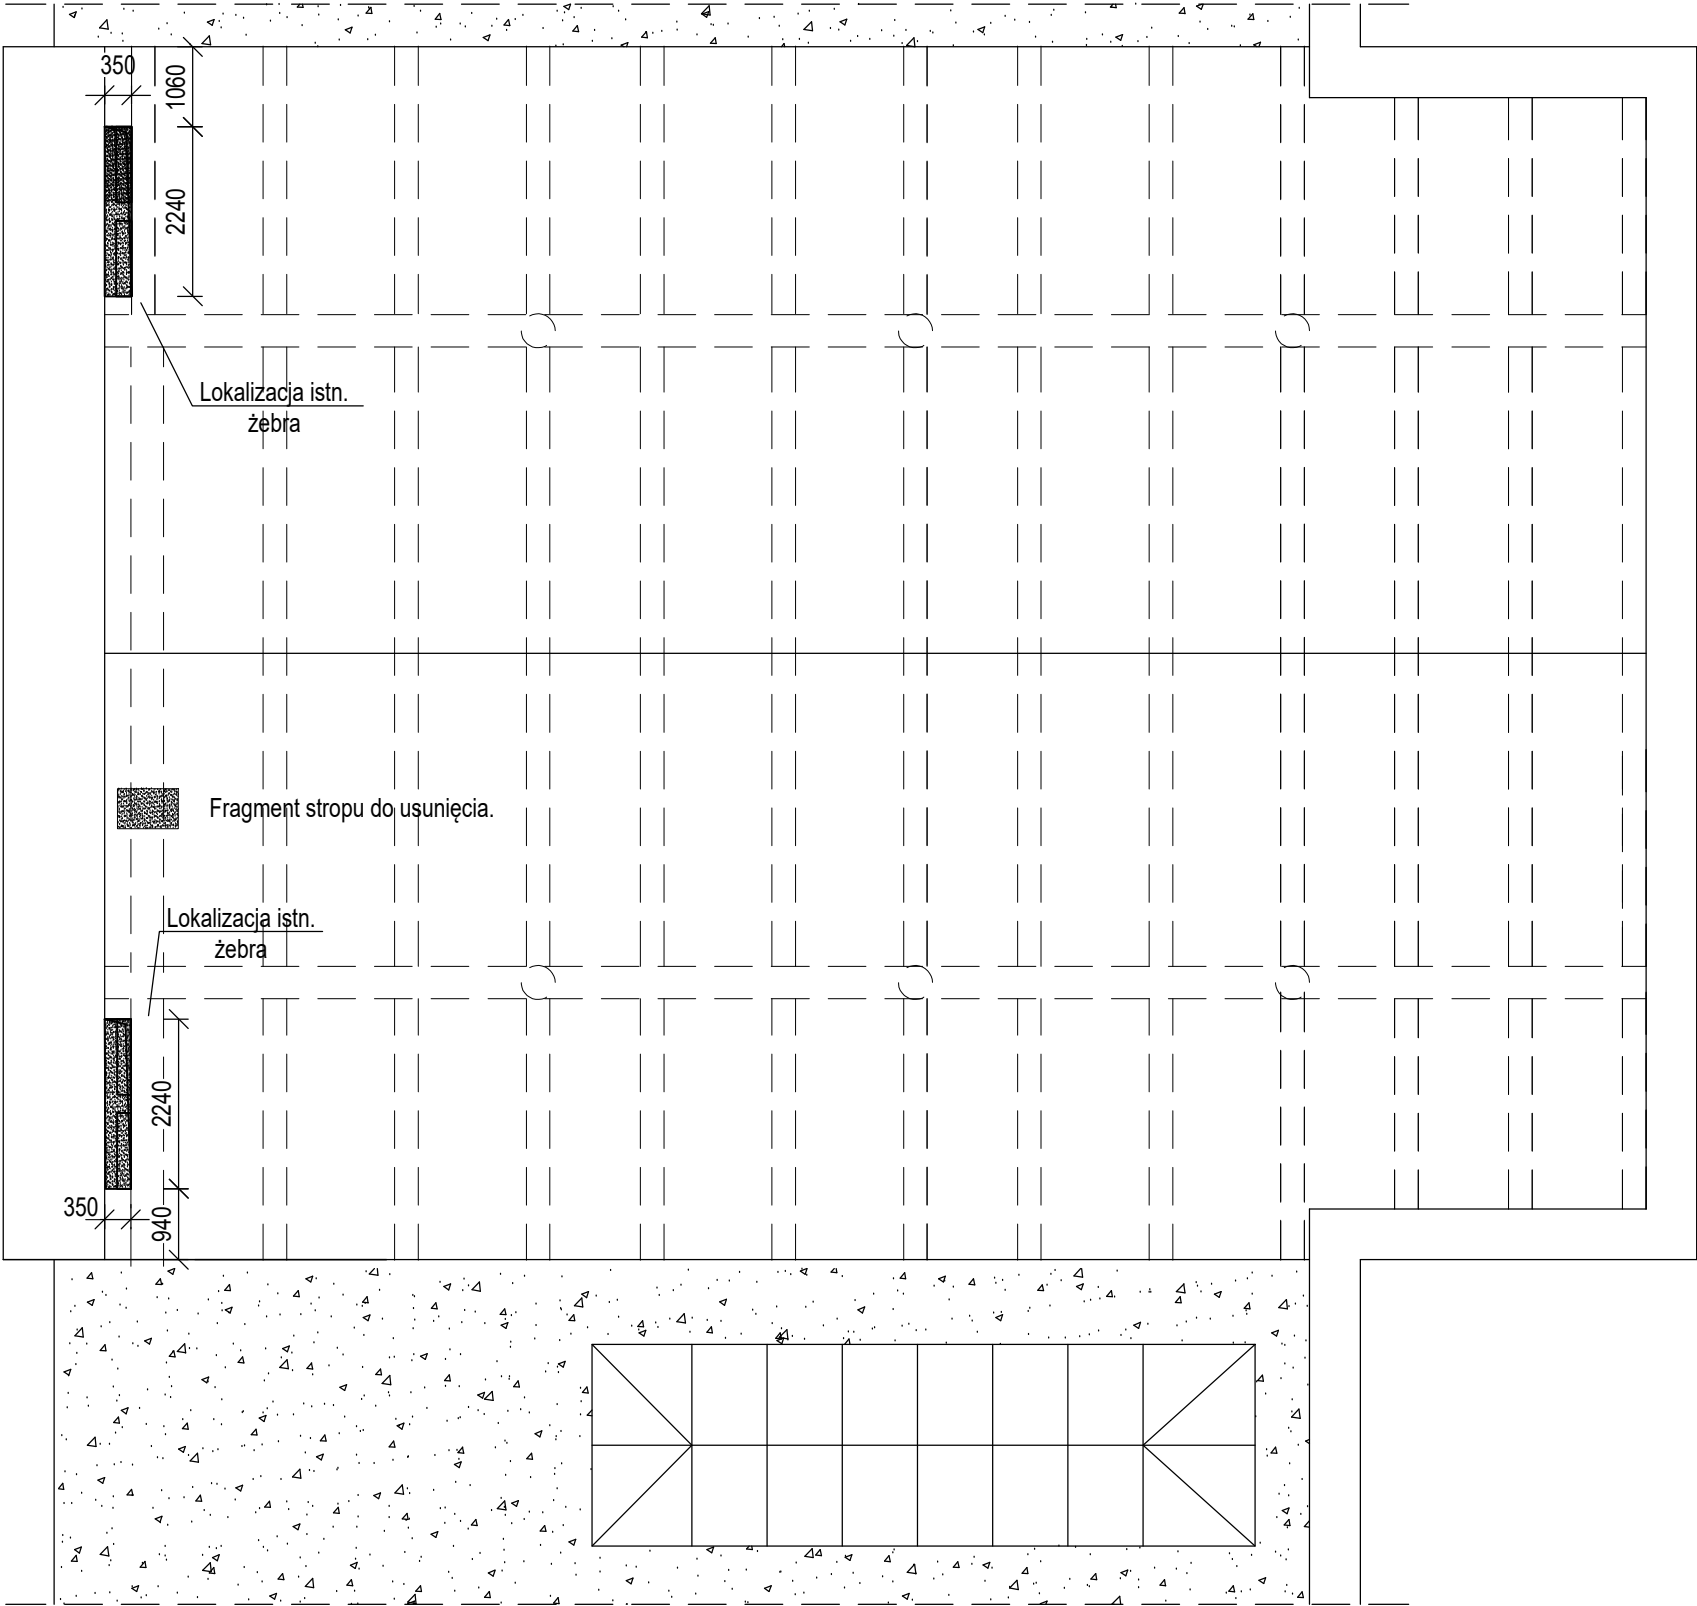 350
1060
2240
Lokalizacja istn.
żebra
Fragment stropu do usunięcia.
Lokalizacja istn.
żebra
2240
350
940